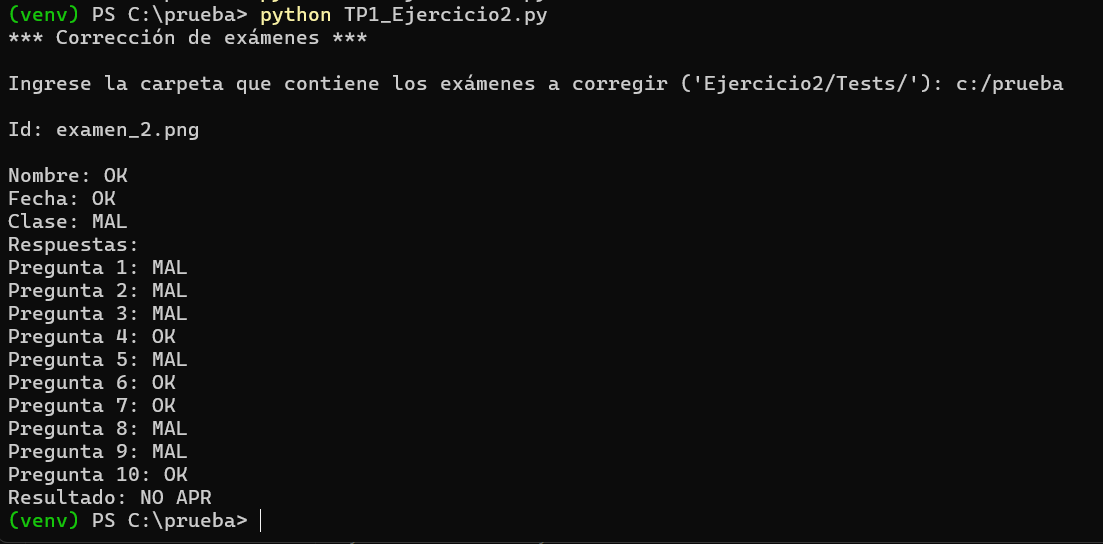 (venv) PS C:\prueba> python TP1_Ejercicio2.py
*** Corrección de exámenes ***
Ingrese la carpeta que contiene los exámenes a corregir ('Ejercicio2/Tests/'): c:/prueba
Id: examen_2.png
Nombre: OK
Fecha: OK
Clase: MAL
Respuestas:
Pregunta 1: MAL
Pregunta 2: MAL
Pregunta 3: MAL
Pregunta 4: OK
Pregunta 5: MAL
Pregunta 6: OK
Pregunta 7: OK
Pregunta 8: MAL
Pregunta 9: MAL
Pregunta 10: OK
Resultado: NO APR
(venv) PS C:\prueba>